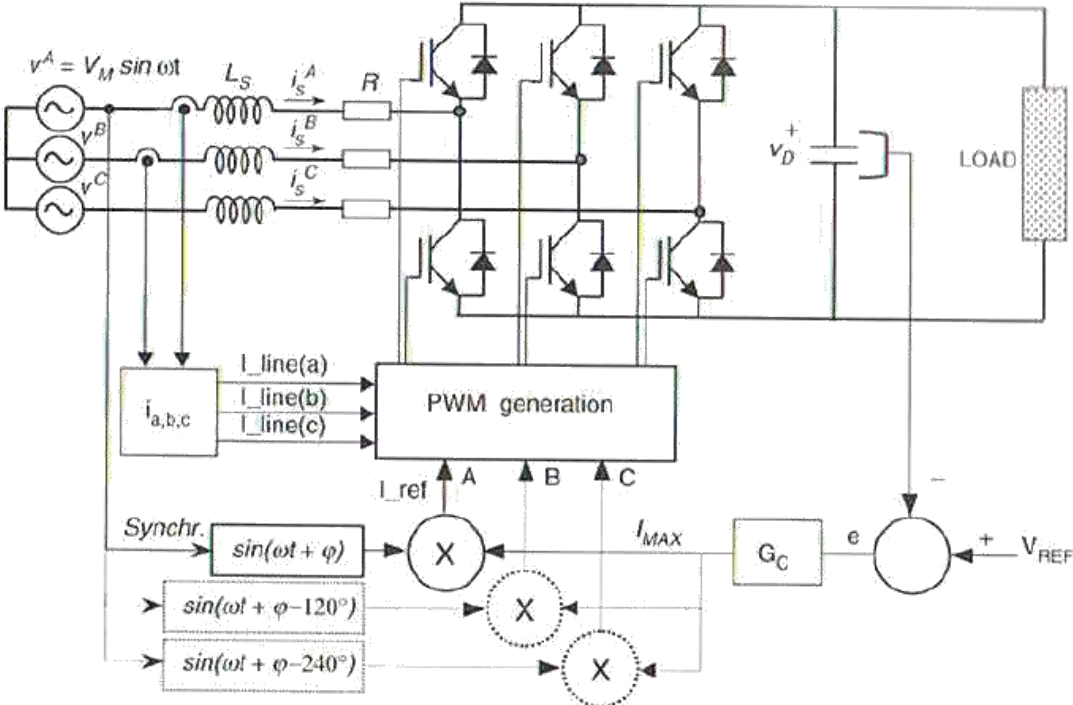 v^A = V_M sin ωt
L_S
i_s^A
R
v^B
i_s^B
v^C
i_s^C
+
v_D
LOAD
i_a,b,c
I_line(a)
I_line(b)
I_line(c)
PWM generation
I_ref
A
B
C
−
Synchr.
sin(ωt + φ)
X
I_MAX
G_C
e
+
V_REF
sin(ωt + φ−120°)
X
sin(ωt + φ−240°)
X